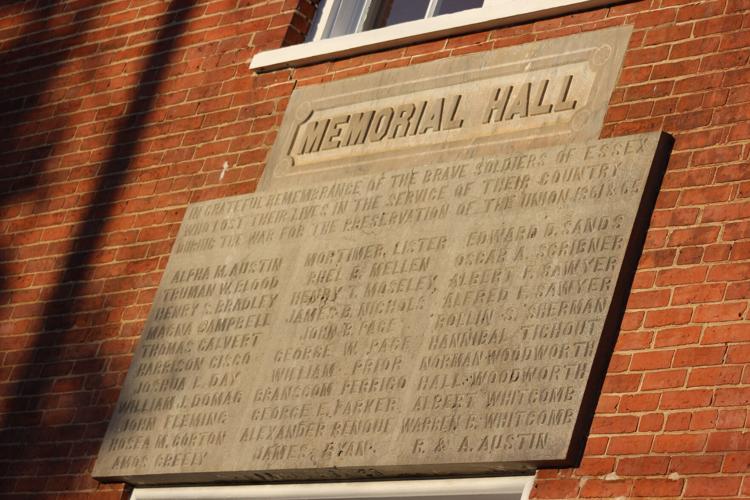 MEMORIAL HALL
IN GRATEFUL REMEMBRANCE OF THE BRAVE SOLDIERS OF ESSEX
WHO LOST THEIR LIVES IN THE SERVICE OF THEIR COUNTRY
DURING THE WAR FOR THE PRESERVATION OF THE UNION 1861 & 65
ALPHA M. AUSTIN
TRUMAN W. BLOOD
HENRY S. BRADLEY
MAGNA CAMPBELL
THOMAS CALVERT
HARRISON CISCO
JOSHUA L. DAY
WILLIAM J. DOMAG
JOHN FLEMING
HOSEA M. GORTON
AMOS GREELY
MORTIMER LISTER
RHEL B. MELLEN
HENRY T. MOSELEY
JAMES B. NICHOLS
JOHN B. PAGE
GEORGE W. PAGE
WILLIAM PRIOR
BRANSCOM PERRIGO
GEORGE E. PARKER
ALEXANDER RENOUE
JAMES RYAN.
EDWARD D. SANDS
OSCAR A. SCRIBNER
ALBERT F. SAWYER
ALFRED E. SAWYER
ROLLIN S. SHERMAN
HANNIBAL TICHOUT
NORMAN WOODWORTH
HALL WOODWORTH
ALBERT WHITCOMB
WARREN B. WHITCOMB
R. & A. AUSTIN